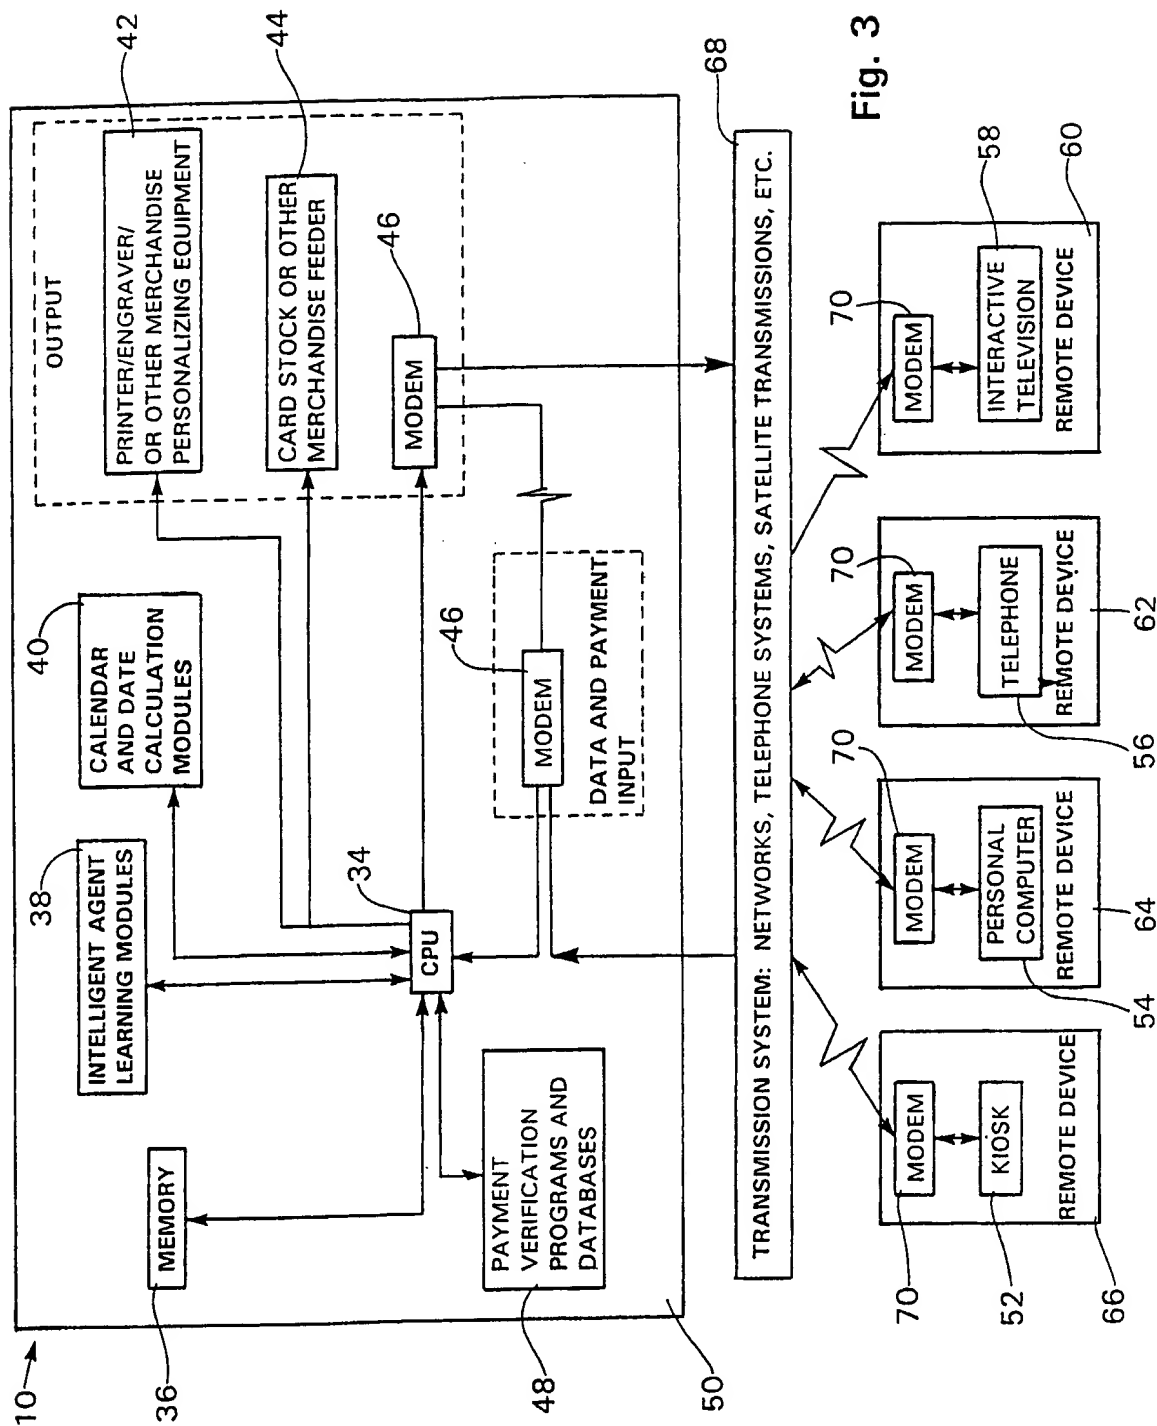 10
36
MEMORY
38
INTELLIGENT AGENT
LEARNING MODULES
40
CALENDAR
AND DATE
CALCULATION
MODULES
OUTPUT
PRINTER/ENGRAVER/
OR OTHER MERCHANDISE
PERSONALIZING EQUIPMENT
42
CARD STOCK OR OTHER
MERCHANDISE FEEDER
44
MODEM
46
34
CPU
46
MODEM
DATA AND PAYMENT
INPUT
PAYMENT
VERIFICATION
PROGRAMS AND
DATABASES
48
50
68
TRANSMISSION SYSTEM: NETWORKS, TELEPHONE SYSTEMS, SATELLITE TRANSMISSIONS, ETC.
70
MODEM
KIOSK
52
REMOTE DEVICE
66
70
MODEM
PERSONAL
COMPUTER
54
REMOTE DEVICE
64
70
MODEM
TELEPHONE
56
REMOTE DEVICE
62
70
MODEM
INTERACTIVE
TELEVISION
58
REMOTE DEVICE
60
Fig. 3